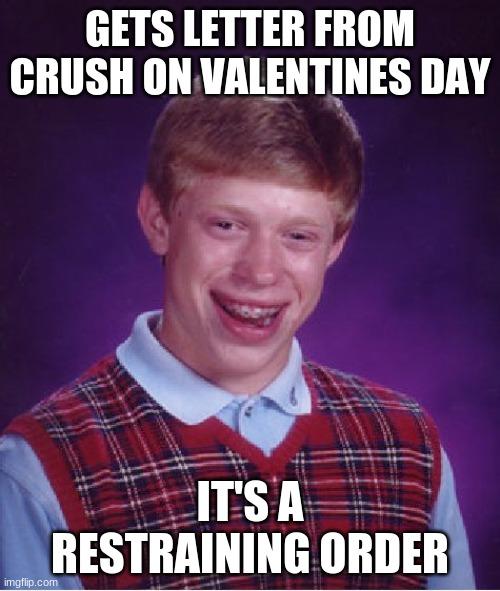 GETS LETTER FROM
CRUSH ON VALENTINES DAY
IT'S A
RESTRAINING ORDER
imgflip.com